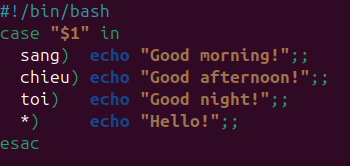 #!/bin/bash
case "$1" in
  sang)  echo "Good morning!";;
  chieu) echo "Good afternoon!";;
  toi)   echo "Good night!";;
  *)     echo "Hello!";;
esac